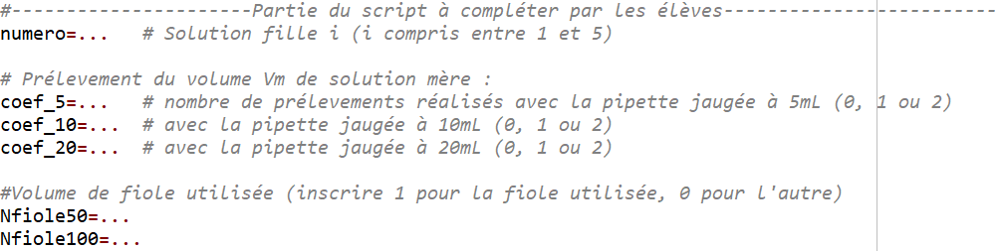 #----------------------Partie du script à compléter par les élèves-------------------------
numero=... # Solution fille i (i compris entre 1 et 5)
# Prélevement du volume Vm de solution mère :
coef_5=... # nombre de prélevements réalisés avec la pipette jaugée à 5mL (0, 1 ou 2)
coef_10=... # avec la pipette jaugée à 10mL (0, 1 ou 2)
coef_20=... # avec la pipette jaugée à 20mL (0, 1 ou 2)
#Volume de fiole utilisée (inscrire 1 pour la fiole utilisée, 0 pour l'autre)
Nfiole50=...
Nfiole100=...